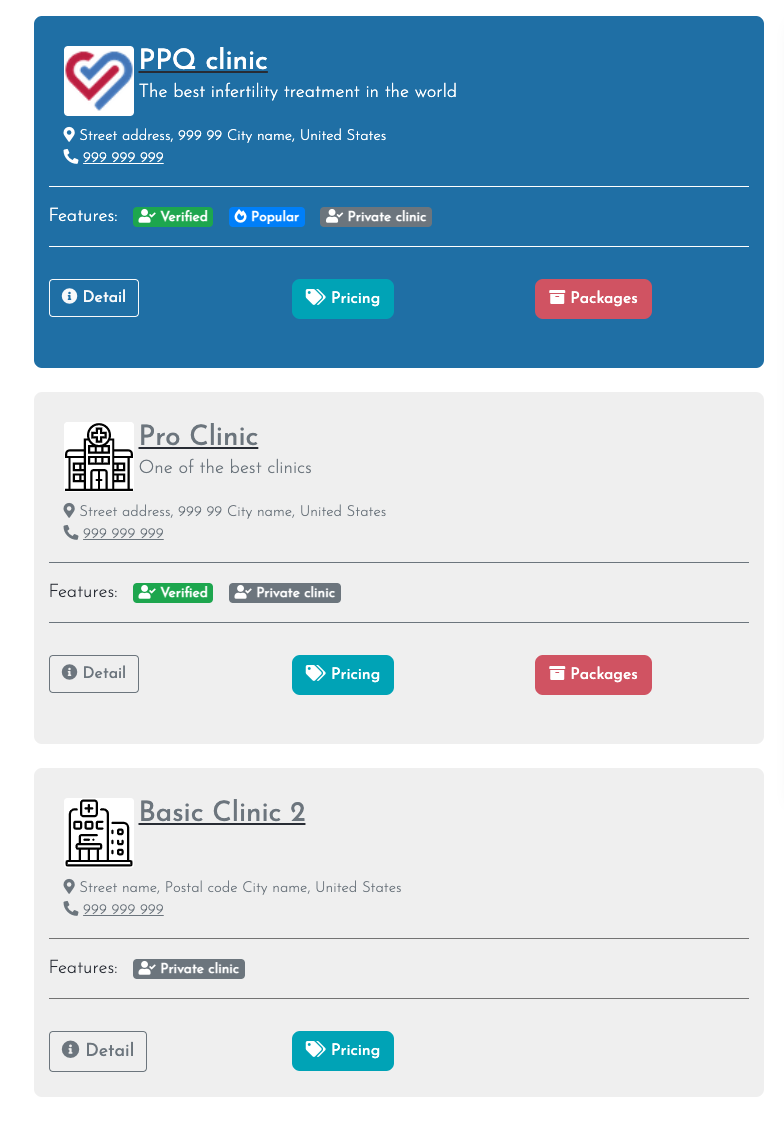 PPQ clinic
The best infertility treatment in the world
Street address, 999 99 City name, United States
999 999 999
Features: Verified Popular Private clinic
Detail Pricing Packages
Pro Clinic
One of the best clinics
Street address, 999 99 City name, United States
999 999 999
Features: Verified Private clinic
Detail Pricing Packages
Basic Clinic 2
DOC
Street name, Postal code City name, United States
999 999 999
Features: Private clinic
Detail Pricing